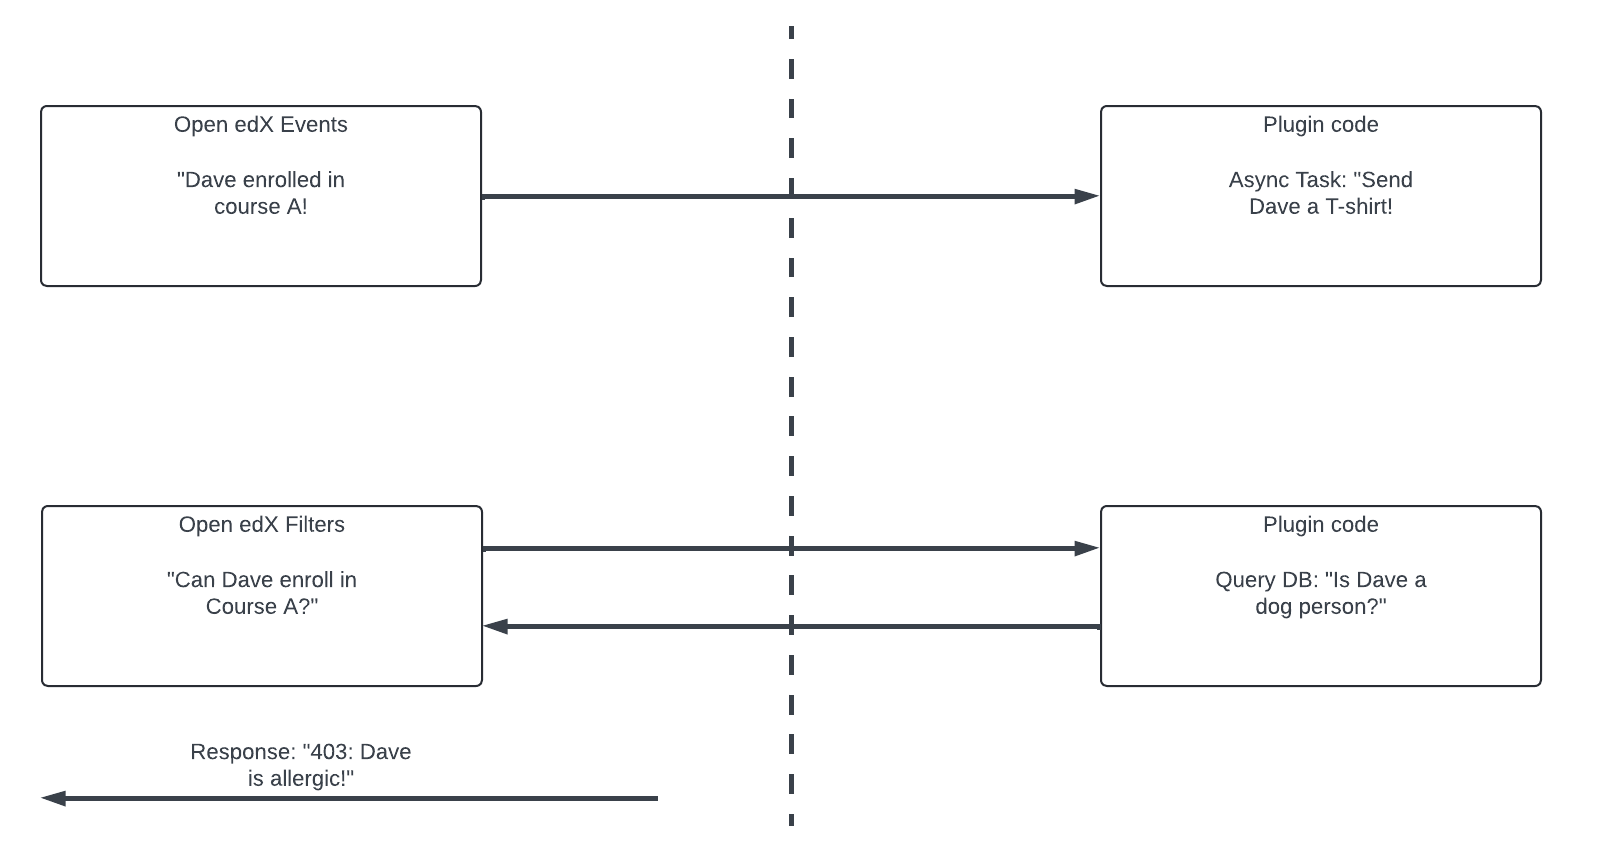 Open edX Events
"Dave enrolled in
course A!
Plugin code
Async Task: "Send
Dave a T-shirt!
Open edX Filters
"Can Dave enroll in
Course A?"
Plugin code
Query DB: "Is Dave a
dog person?"
Response: "403: Dave
is allergic!"